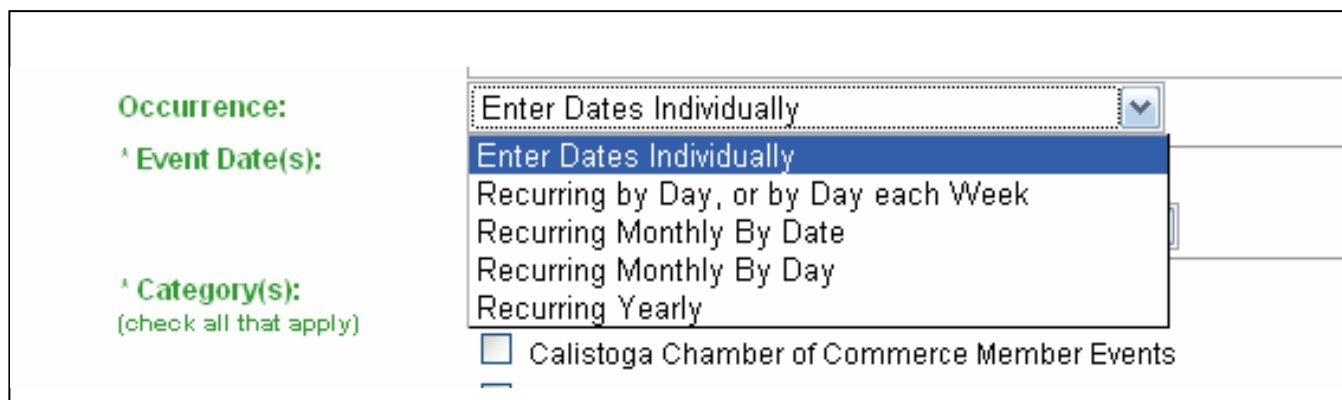 Occurrence:
Enter Dates Individually
* Event Date(s):
Enter Dates Individually
Recurring by Day, or by Day each Week
Recurring Monthly By Date
Recurring Monthly By Day
Recurring Yearly
* Category(s):
(check all that apply)
Calistoga Chamber of Commerce Member Events